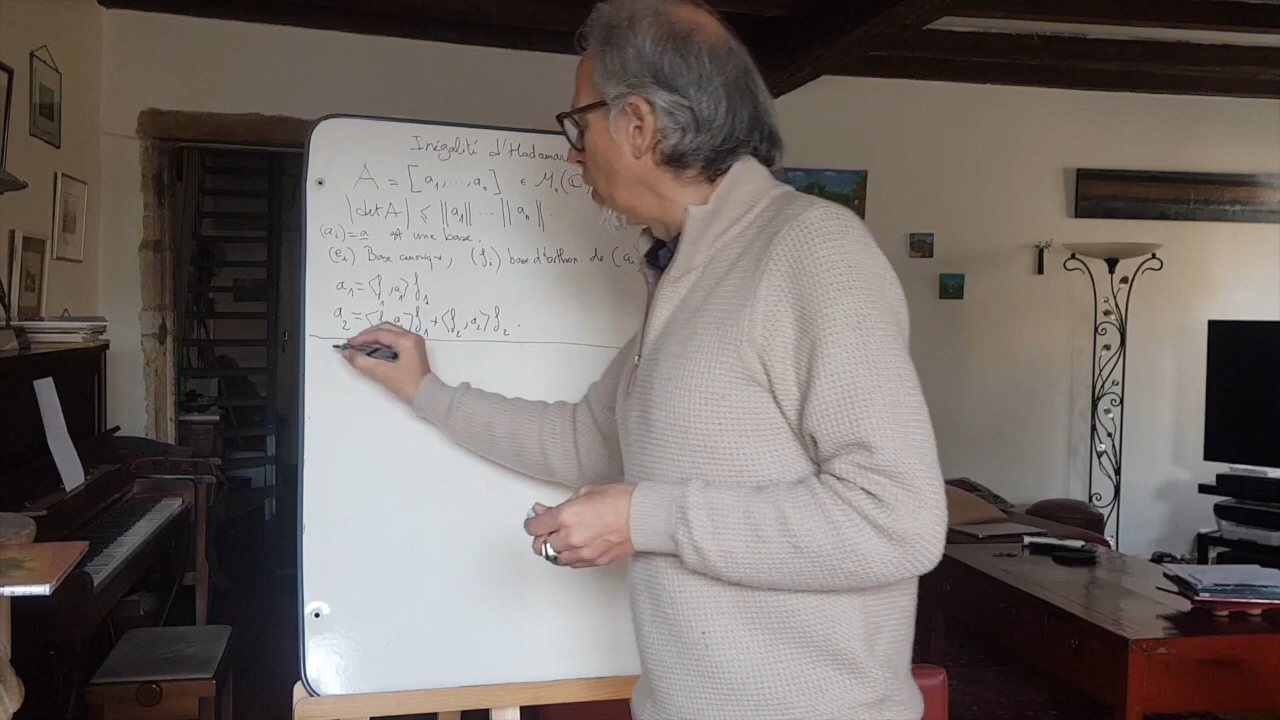 Inégalité d'Hadamard
A = [a₁, ..., aₙ] ∈ Mₙ(ℂ)
|det A| ≤ ‖a₁‖ ... ‖aₙ‖.
(aᵢ) = a est une base.
(eᵢ) Base canonique, (fᵢ) base d'orthon de (aᵢ
a₁ = ⟨f₁, a₁⟩ f₁
a₂ = ⟨f₁, a₂⟩ f₁ + ⟨f₂, a₂⟩ f₂.